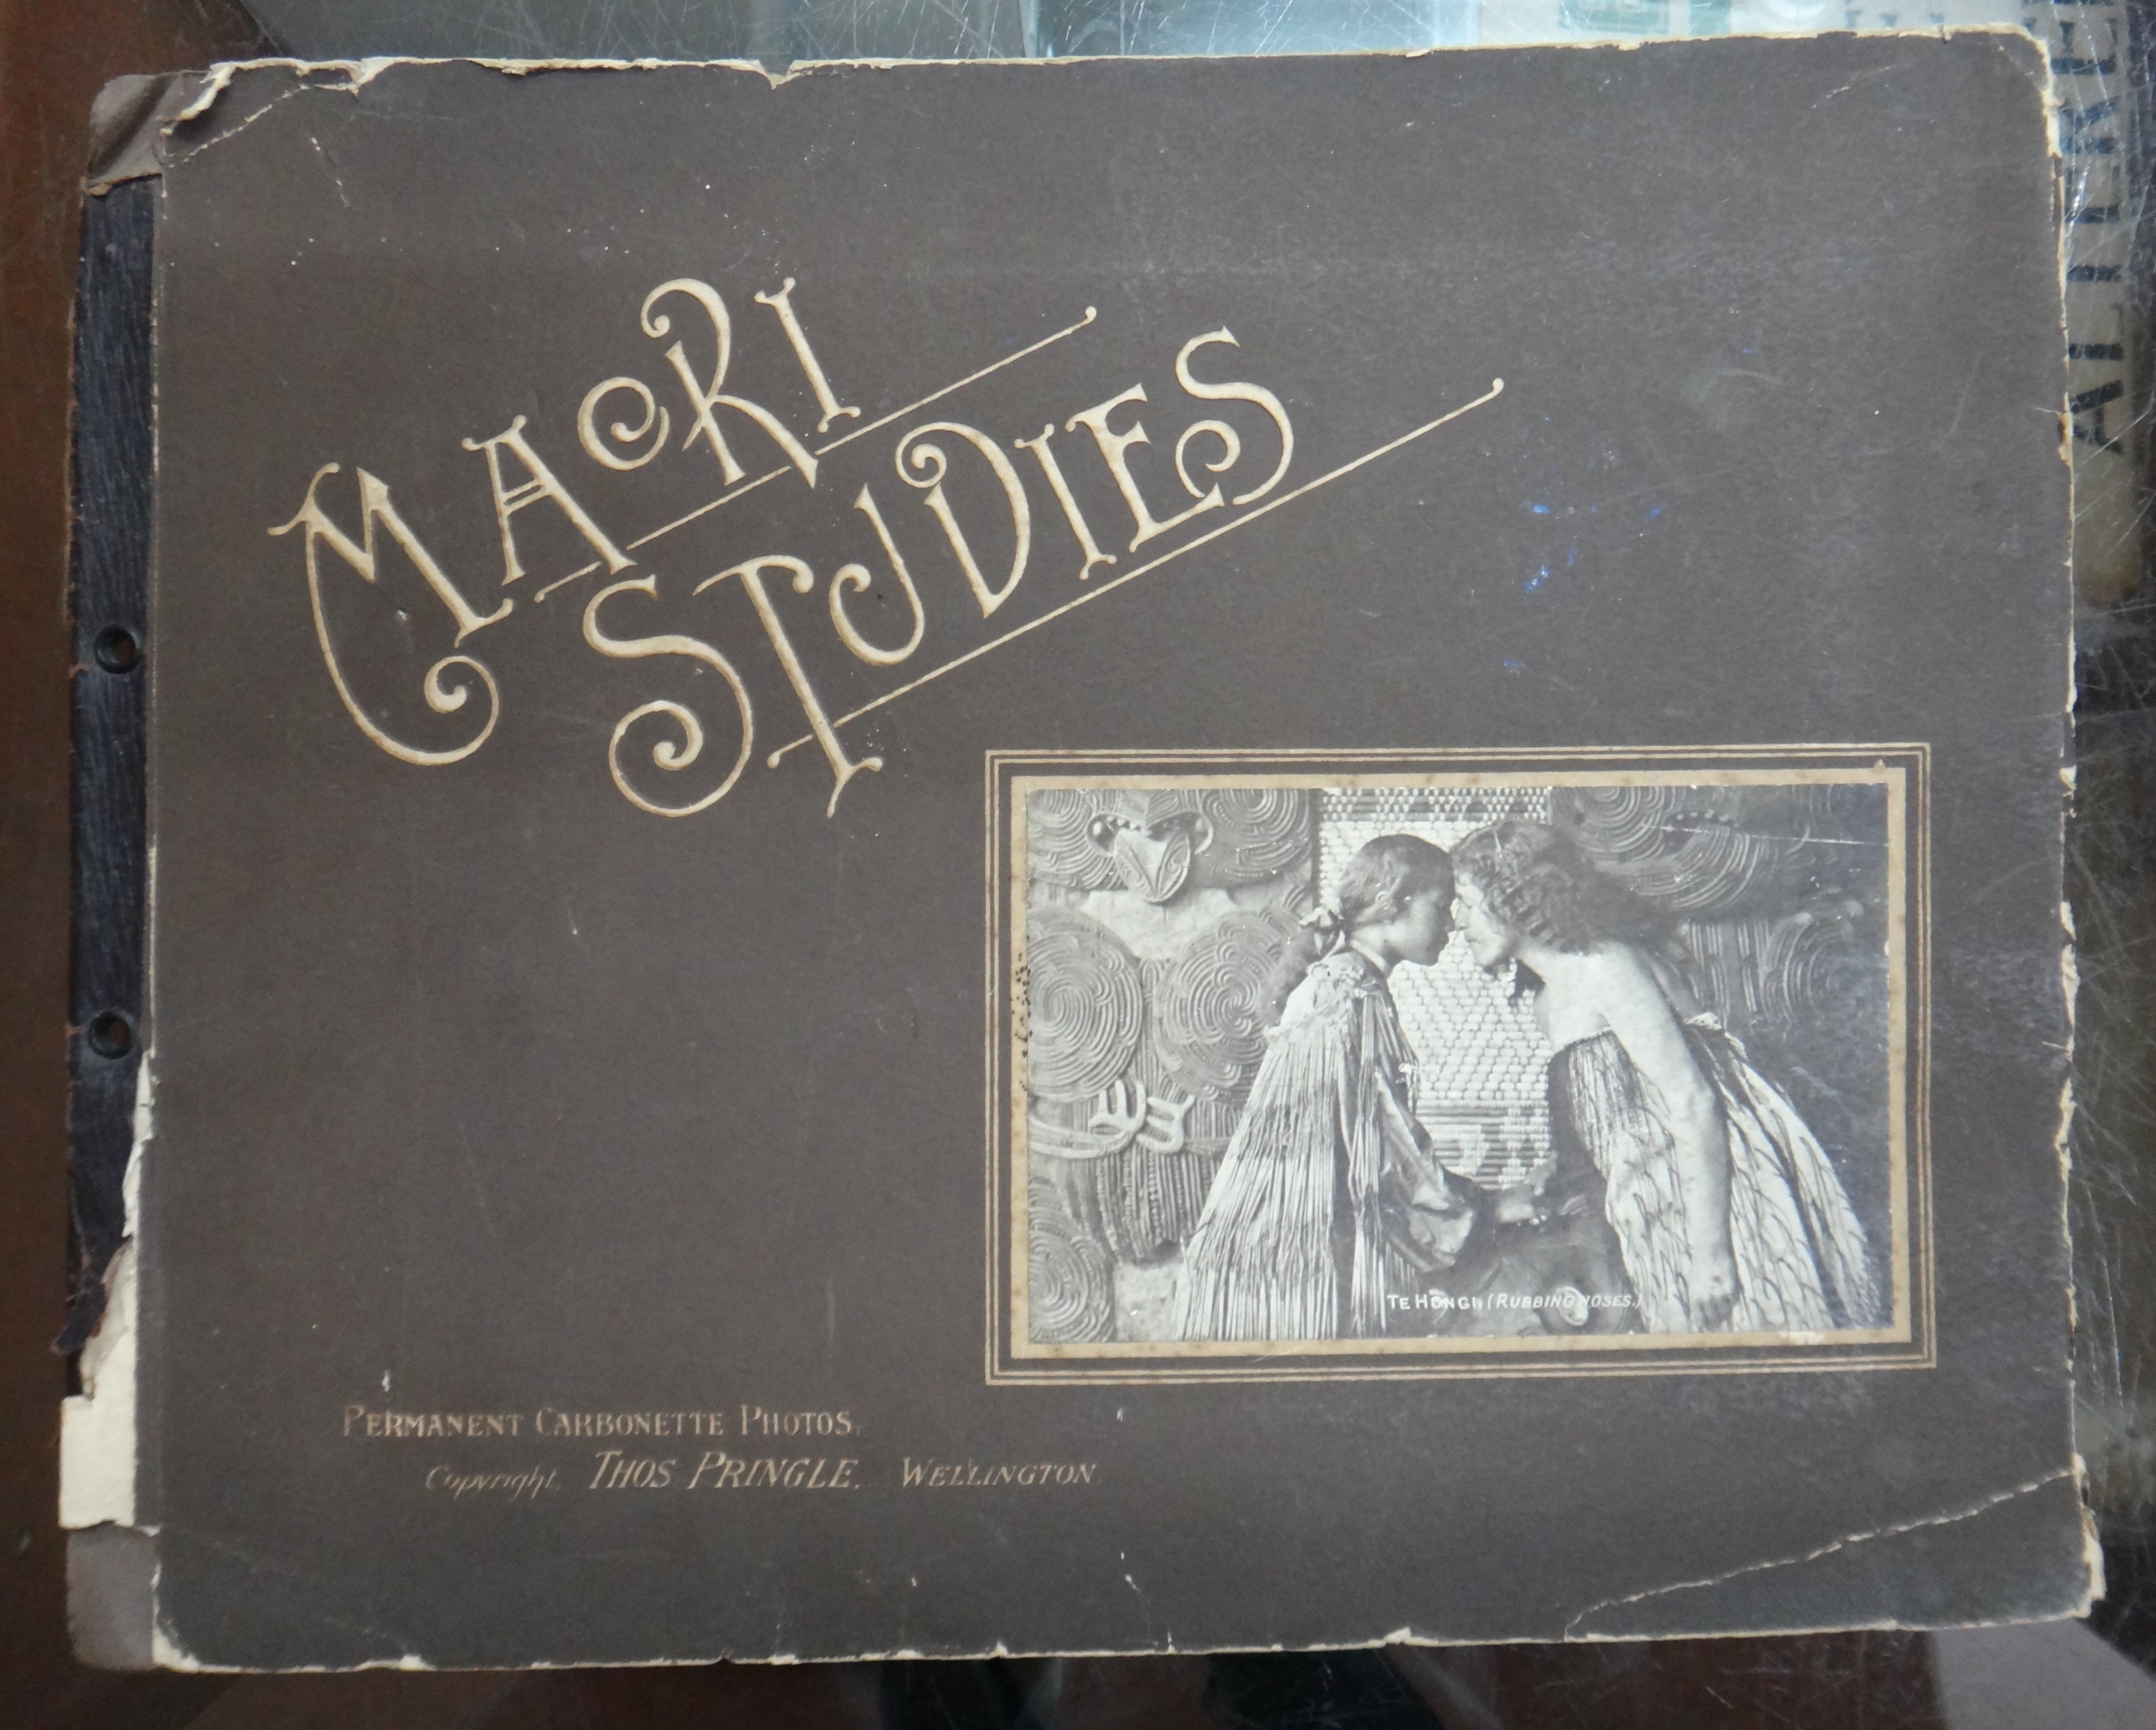 MAORI
STUDIES
TE HONGI, (RUBBING NOSES.)
PERMANENT CARBONETTE PHOTOS,
Copyright. THOS PRINGLE, WELLINGTON